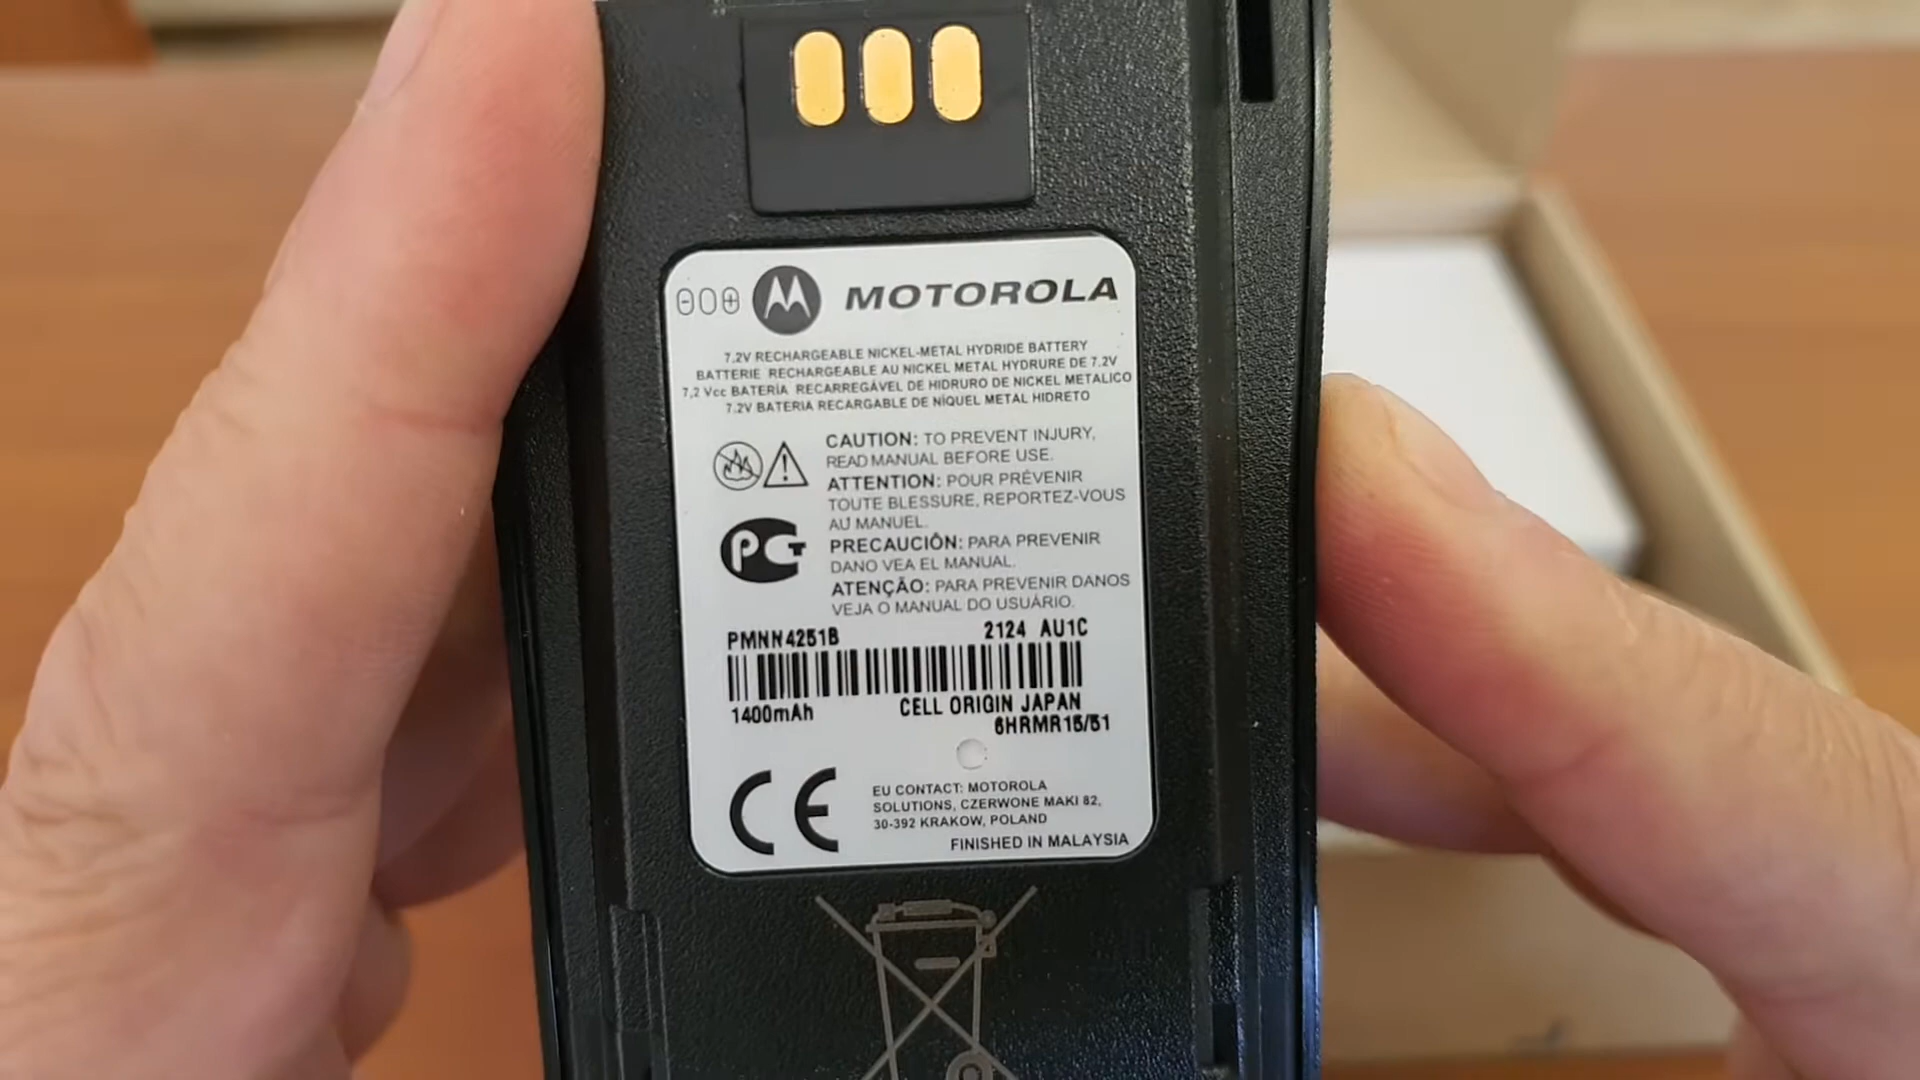 MOTOROLA
7.2V RECHARGEABLE NICKEL-METAL HYDRIDE BATTERY
BATTERIE RECHARGEABLE AU NICKEL METAL HYDRURE DE 7.2V
7,2 Vcc BATERÍA RECARREGÁVEL DE HIDRURO DE NICKEL METALICO
7.2V BATERIA RECARGABLE DE NÍQUEL METAL HIDRETO
CAUTION: TO PREVENT INJURY,
READ MANUAL BEFORE USE.
ATTENTION: POUR PRÉVENIR
TOUTE BLESSURE, REPORTEZ-VOUS
AU MANUEL.
PRECAUCIÓN: PARA PREVENIR
DANO VEA EL MANUAL.
ATENÇÃO: PARA PREVENIR DANOS
VEJA O MANUAL DO USUÁRIO.
PMNN4251B 2124 AU1C
1400mAh CELL ORIGIN JAPAN
6HRMR15/51
CE
EU CONTACT: MOTOROLA
SOLUTIONS, CZERWONE MAKI 82,
30-392 KRAKOW, POLAND
FINISHED IN MALAYSIA